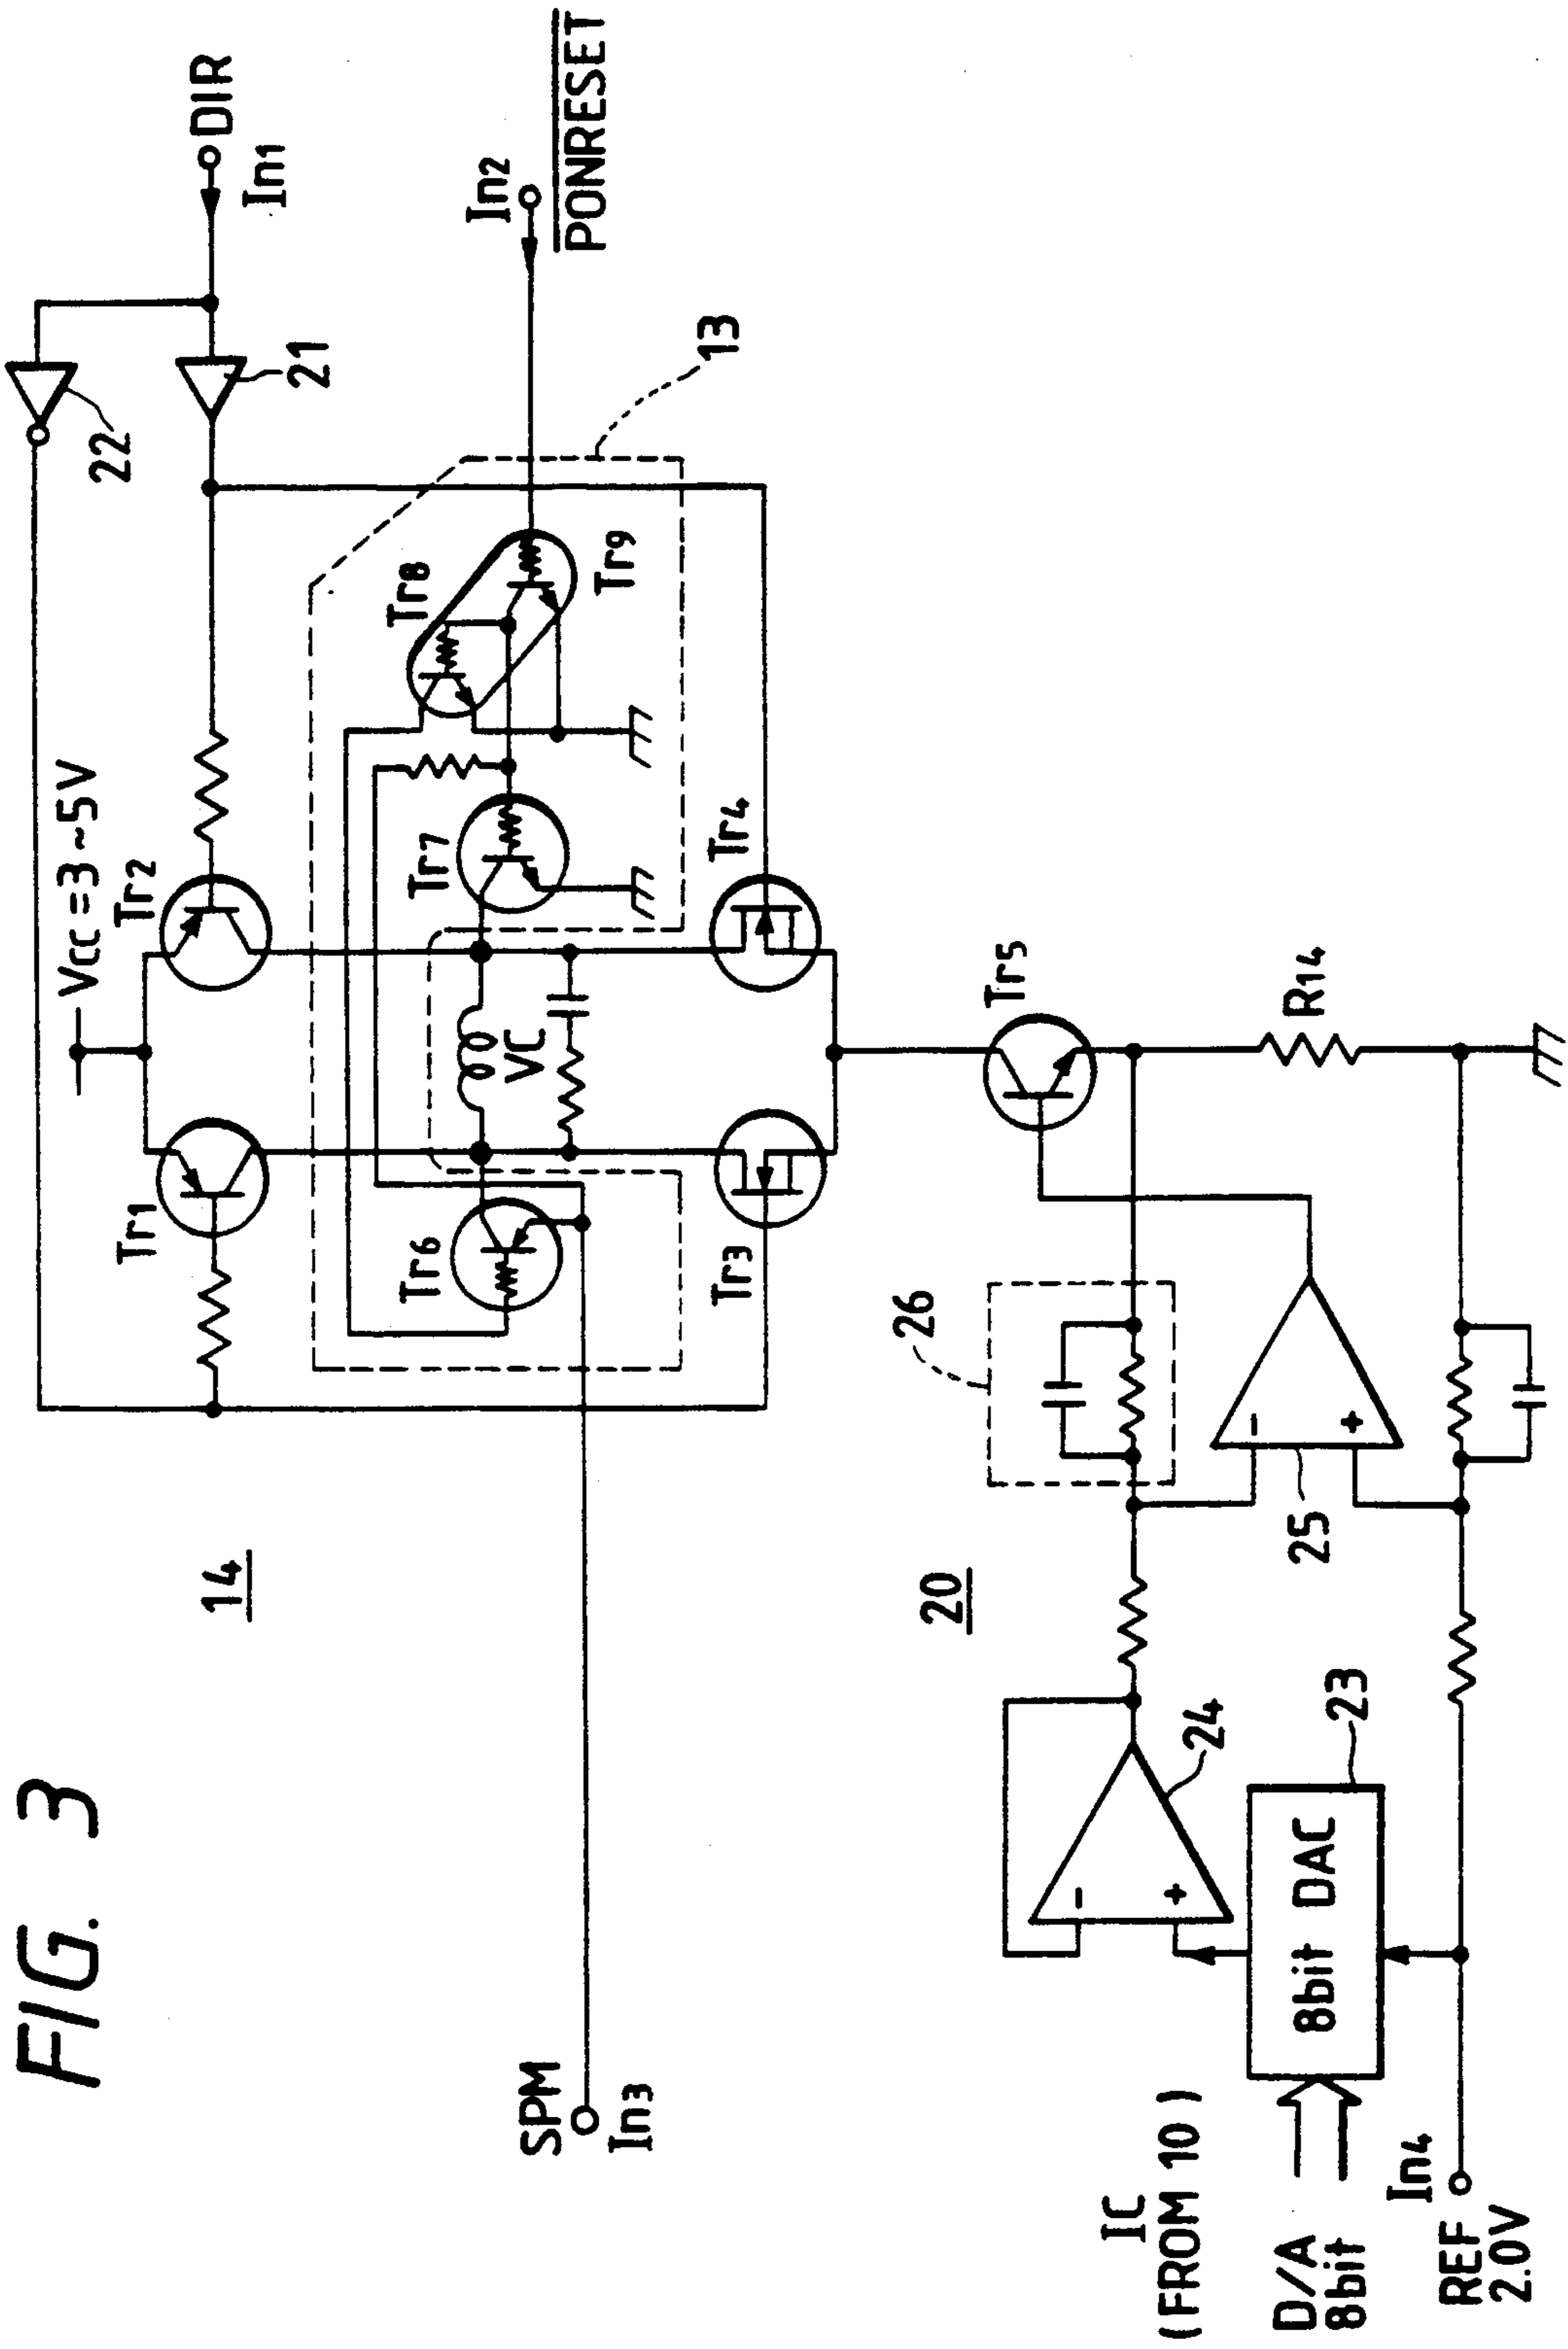 FIG. 3
14
VCC = 3 ~ 5V
DIR
In1
22
21
Tr1
Tr2
In2
PONRESET
13
Tr6
VC
Tr7
Tr8
Tr9
SPM
In3
Tr3
Tr4
20
26
Tr5
R14
24
-
+
25
-
+
IC
(FROM 10)
D/A
8bit
8bit DAC
23
In4
REF
2.0V